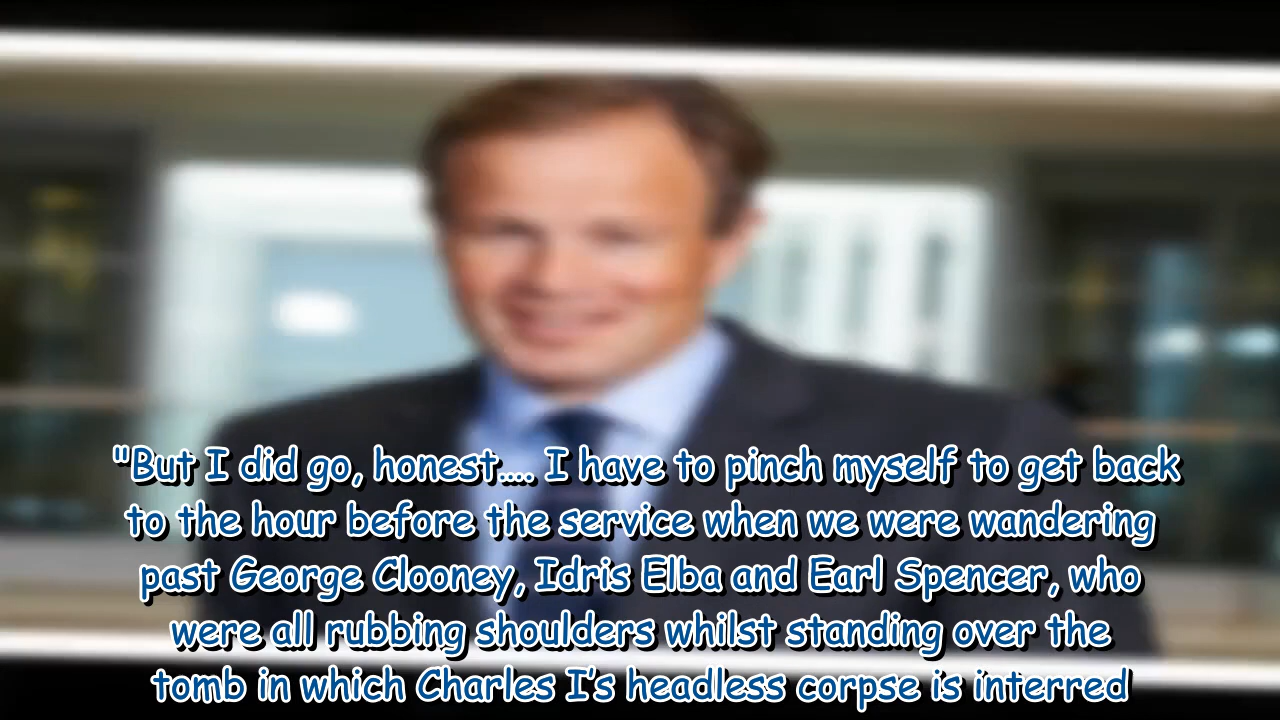 "But I did go, honest.... I have to pinch myself to get back
to the hour before the service when we were wandering
past George Clooney, Idris Elba and Earl Spencer, who
were all rubbing shoulders whilst standing over the
tomb in which Charles I's headless corpse is interred